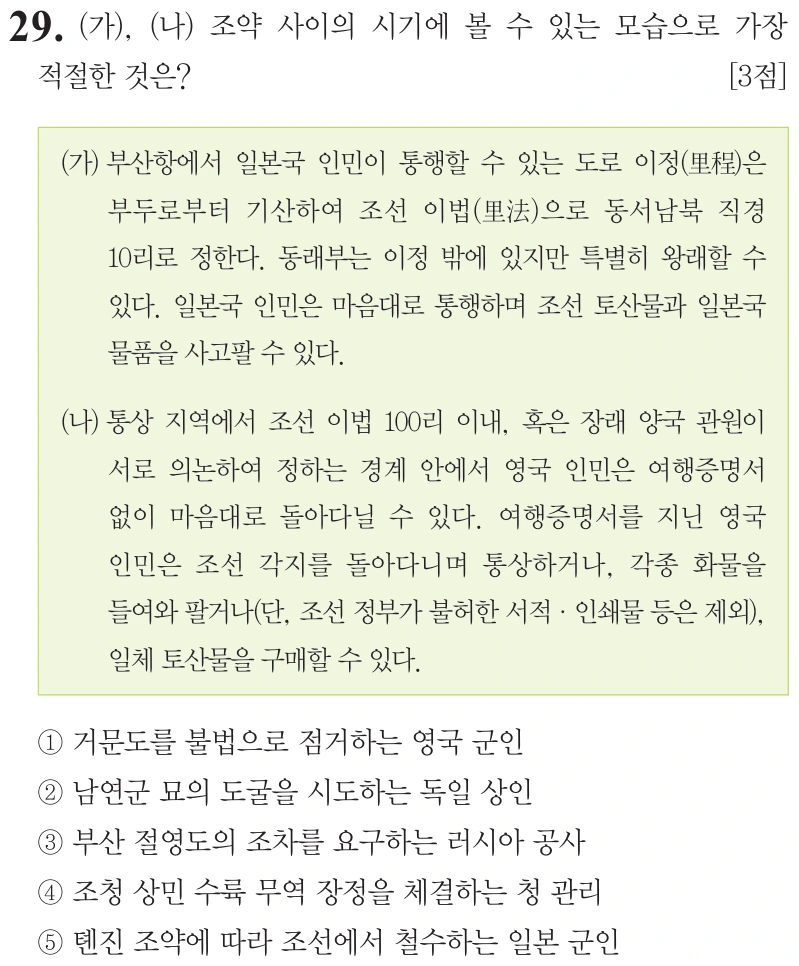 29. (가), (나) 조약 사이의 시기에 볼 수 있는 모습으로 가장
적절한 것은? [3점]
(가) 부산항에서 일본국 인민이 통행할 수 있는 도로 이정(里程)은
부두로부터 기산하여 조선 이법(里法)으로 동서남북 직경
10리로 정한다. 동래부는 이정 밖에 있지만 특별히 왕래할 수
있다. 일본국 인민은 마음대로 통행하며 조선 토산물과 일본국
물품을 사고팔 수 있다.
(나) 통상 지역에서 조선 이법 100리 이내, 혹은 장래 양국 관원이
서로 의논하여 정하는 경계 안에서 영국 인민은 여행증명서
없이 마음대로 돌아다닐 수 있다. 여행증명서를 지닌 영국
인민은 조선 각지를 돌아다니며 통상하거나, 각종 화물을
들여와 팔거나(단, 조선 정부가 불허한 서적 · 인쇄물 등은 제외),
일체 토산물을 구매할 수 있다.
① 거문도를 불법으로 점거하는 영국 군인
② 남연군 묘의 도굴을 시도하는 독일 상인
③ 부산 절영도의 조차를 요구하는 러시아 공사
④ 조청 상민 수륙 무역 장정을 체결하는 청 관리
⑤ 톈진 조약에 따라 조선에서 철수하는 일본 군인